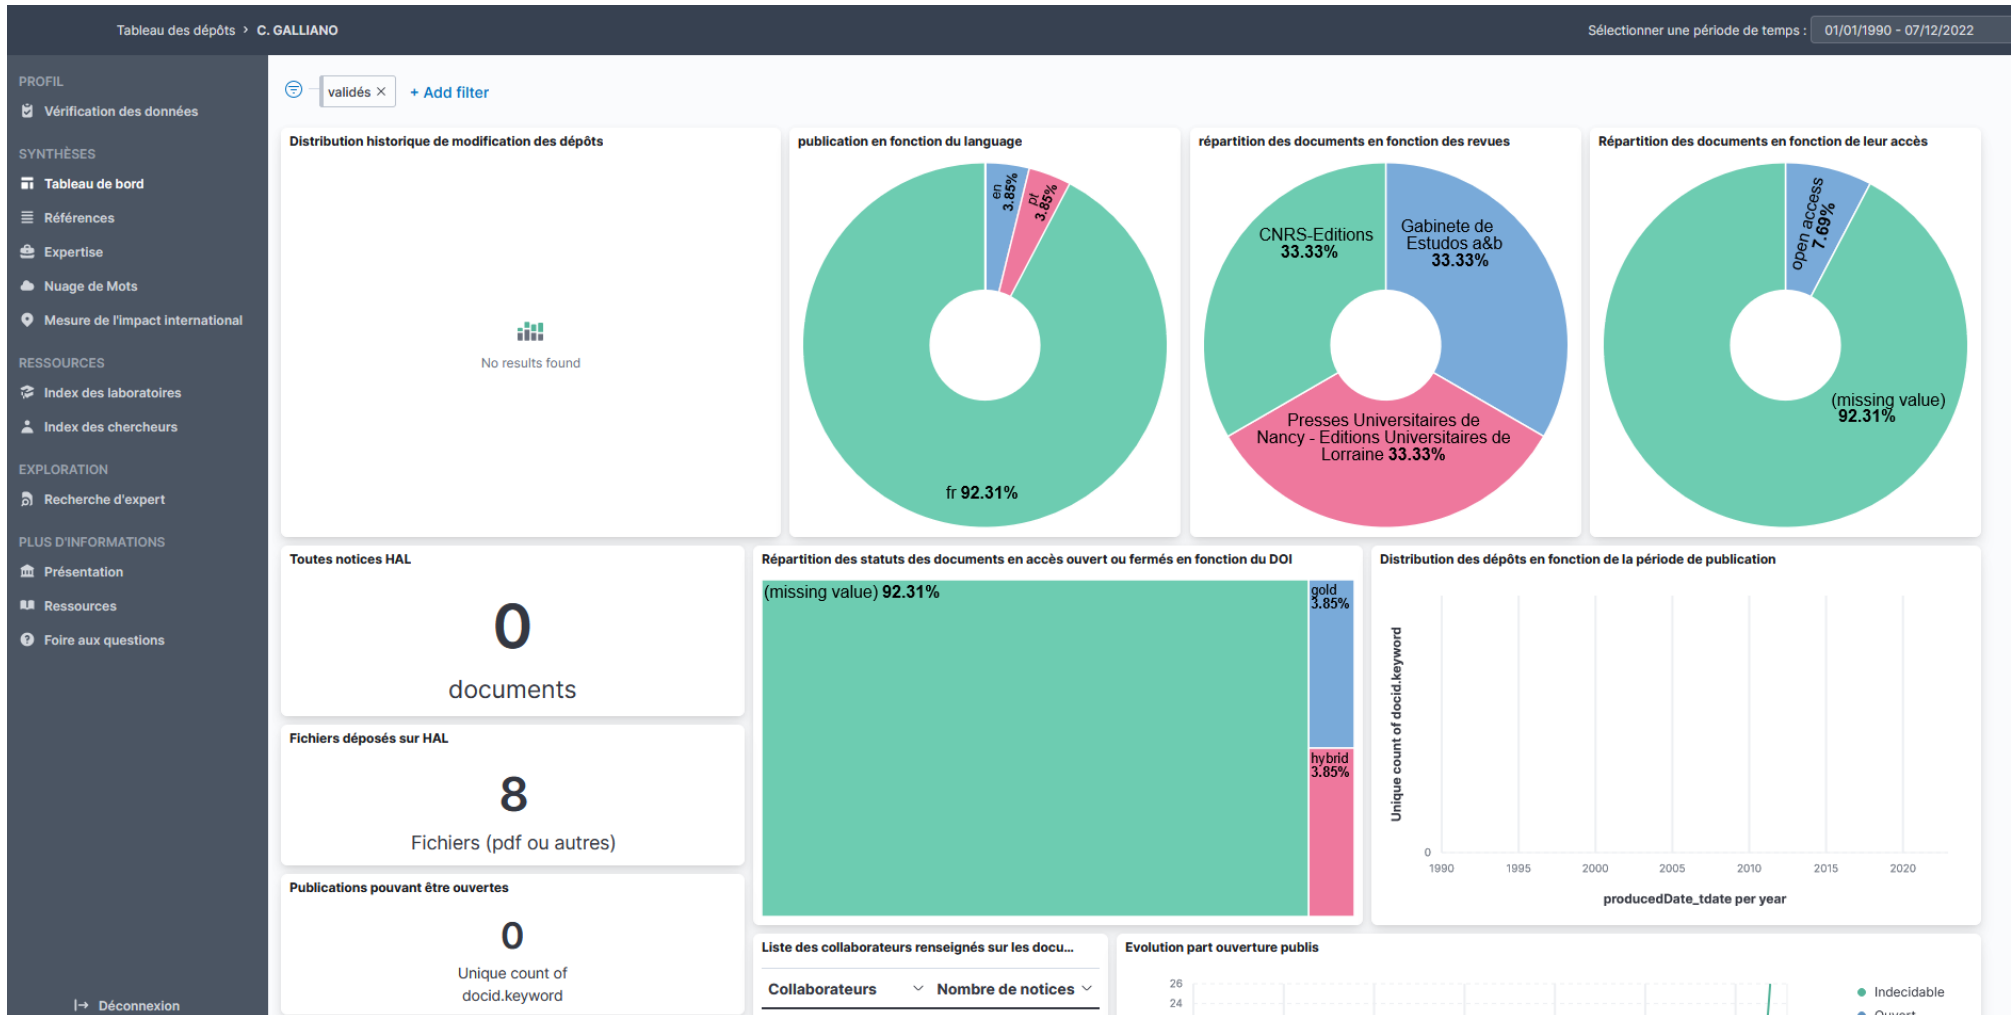 Tableau des dépôts > C. GALLIANO
Sélectionner une période de temps : 01/01/1990 - 07/12/2022
PROFIL
Vérification des données
SYNTHÈSES
Tableau de bord
Références
Expertise
Nuage de Mots
Mesure de l'impact international
RESSOURCES
Index des laboratoires
Index des chercheurs
EXPLORATION
Recherche d'expert
PLUS D'INFORMATIONS
Présentation
Ressources
Foire aux questions
Déconnexion
validés ×
+ Add filter
Distribution historique de modification des dépôts
No results found
publication en fonction du language
en
3.85%
pt
3.85%
fr 92.31%
répartition des documents en fonction des revues
CNRS-Editions
33.33%
Gabinete de
Estudos a&b
33.33%
Presses Universitaires de
Nancy - Editions Universitaires de
Lorraine 33.33%
Répartition des documents en fonction de leur accès
open access
7.69%
(missing value)
92.31%
Toutes notices HAL
0
documents
Fichiers déposés sur HAL
8
Fichiers (pdf ou autres)
Publications pouvant être ouvertes
0
Unique count of
docid.keyword
Répartition des statuts des documents en accès ouvert ou fermés en fonction du DOI
(missing value) 92.31%
gold
3.85%
hybrid
3.85%
Distribution des dépôts en fonction de la période de publication
Unique count of docid.keyword
0
1990 1995 2000 2005 2010 2015 2020
producedDate_tdate per year
Liste des collaborateurs renseignés sur les docu...
Collaborateurs Nombre de notices
Evolution part ouverture publis
26
24
Indecidable
Ouvert